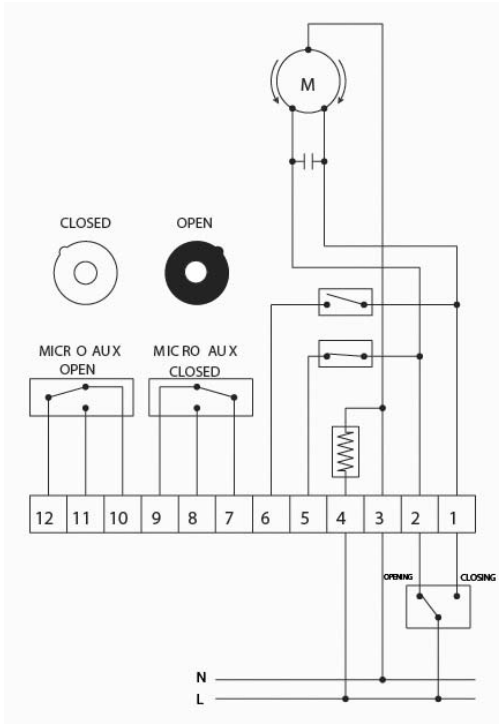 M
CLOSED OPEN
MICR O AUX OPEN
MICRO AUX CLOSED
12 11 10 9 8 7 6 5 4 3 2 1
OPENING CLOSING
N
L